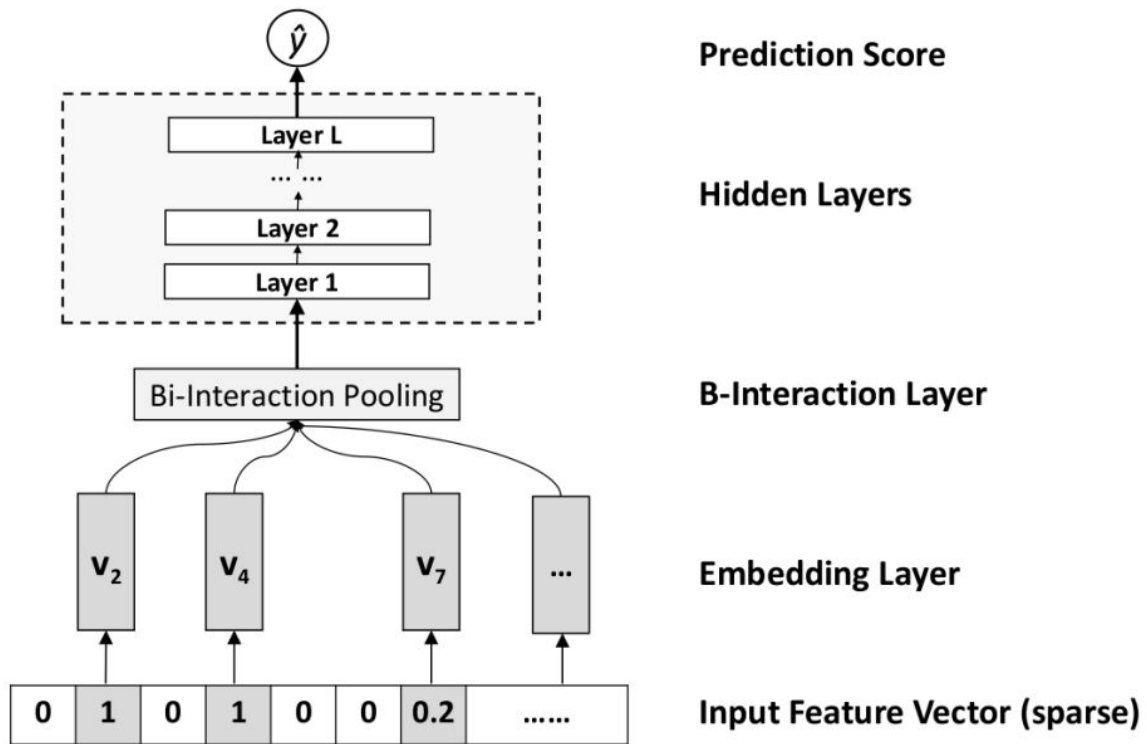 ŷ
Prediction Score
Layer L
... ...
Hidden Layers
Layer 2
Layer 1
Bi-Interaction Pooling
B-Interaction Layer
v2 v4 v7 ...
Embedding Layer
0 1 0 1 0 0 0.2 ......
Input Feature Vector (sparse)